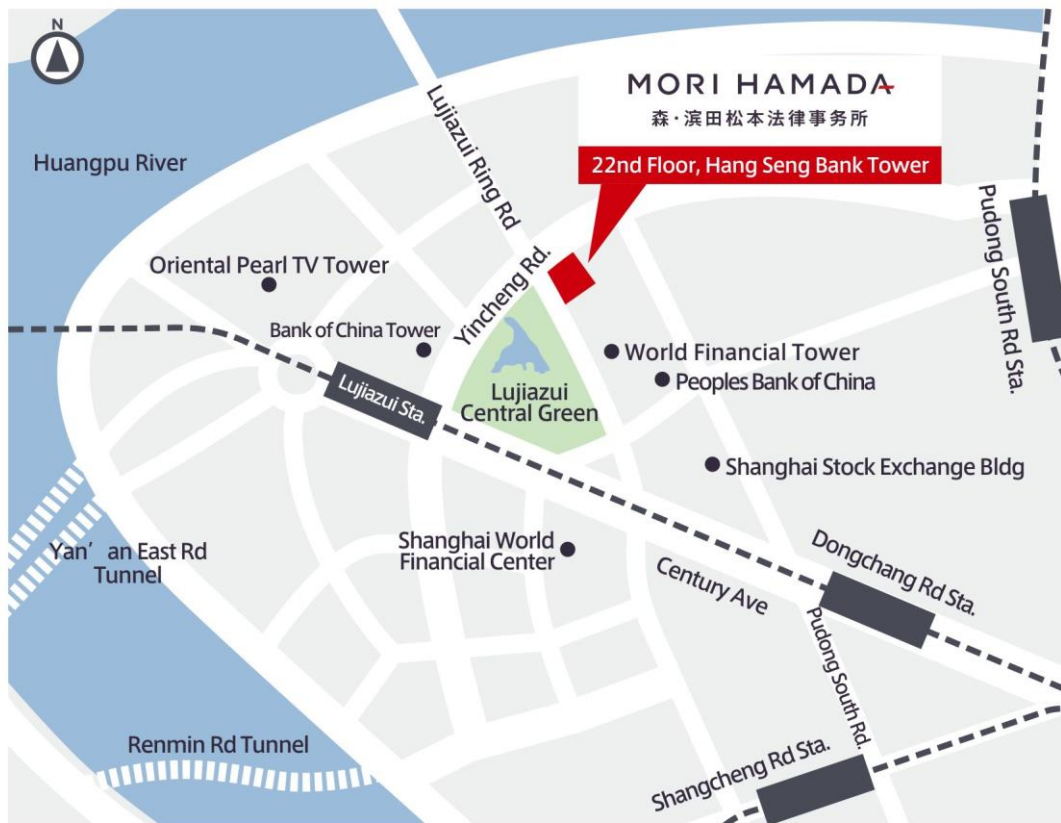 N
MORI HAMADA
森·滨田松本法律事务所
22nd Floor, Hang Seng Bank Tower
Huangpu River
Lujiazui Ring Rd
Pudong South Rd Sta.
Oriental Pearl TV Tower
Yincheng Rd.
Bank of China Tower
World Financial Tower
Peoples Bank of China
Lujiazui Sta.
Lujiazui
Central Green
Shanghai Stock Exchange Bldg
Yan’an East Rd
Tunnel
Shanghai World
Financial Center
Century Ave
Dongchang Rd Sta.
Pudong South Rd.
Renmin Rd Tunnel
Shangcheng Rd Sta.